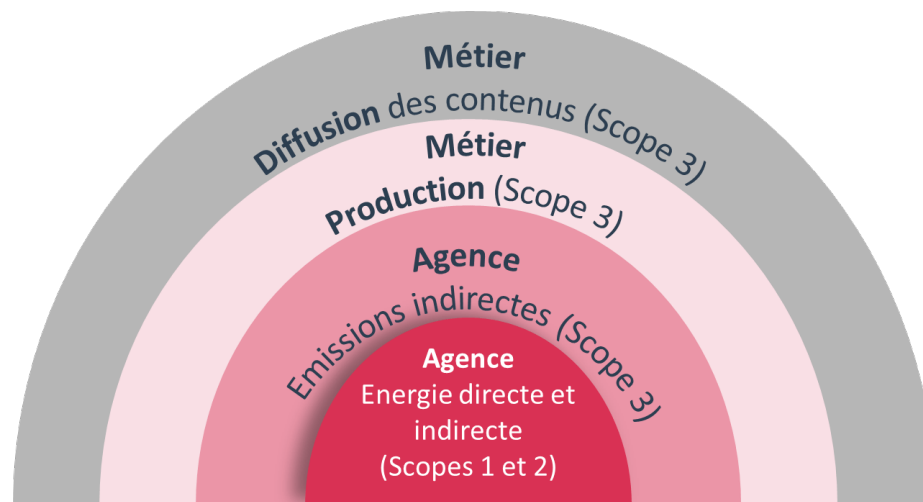 Métier
Diffusion des contenus (Scope 3)
Métier
Production (Scope 3)
Agence
Emissions indirectes (Scope 3)
Agence
Energie directe et
indirecte
(Scopes 1 et 2)